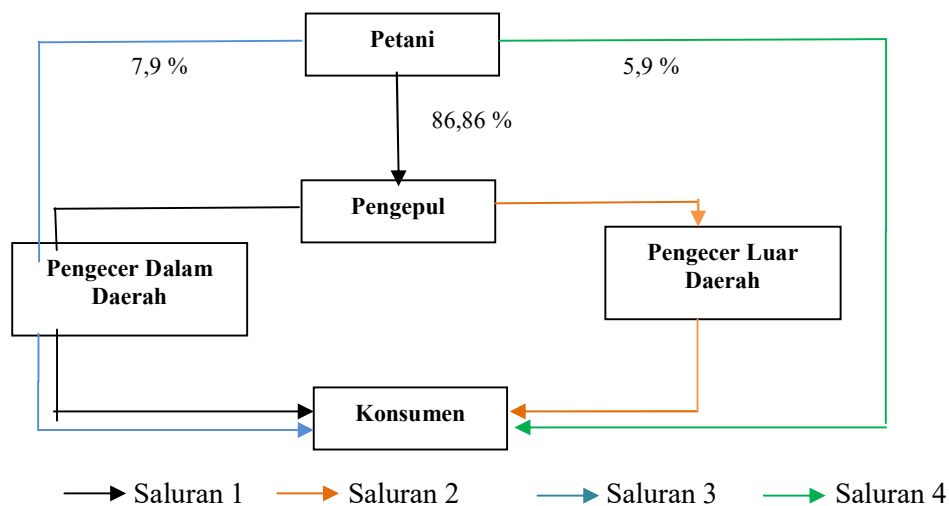 Petani
7,9 %
5,9 %
86,86 %
Pengepul
Pengecer Dalam
Daerah
Pengecer Luar
Daerah
Konsumen
Saluran 1
Saluran 2
Saluran 3
Saluran 4